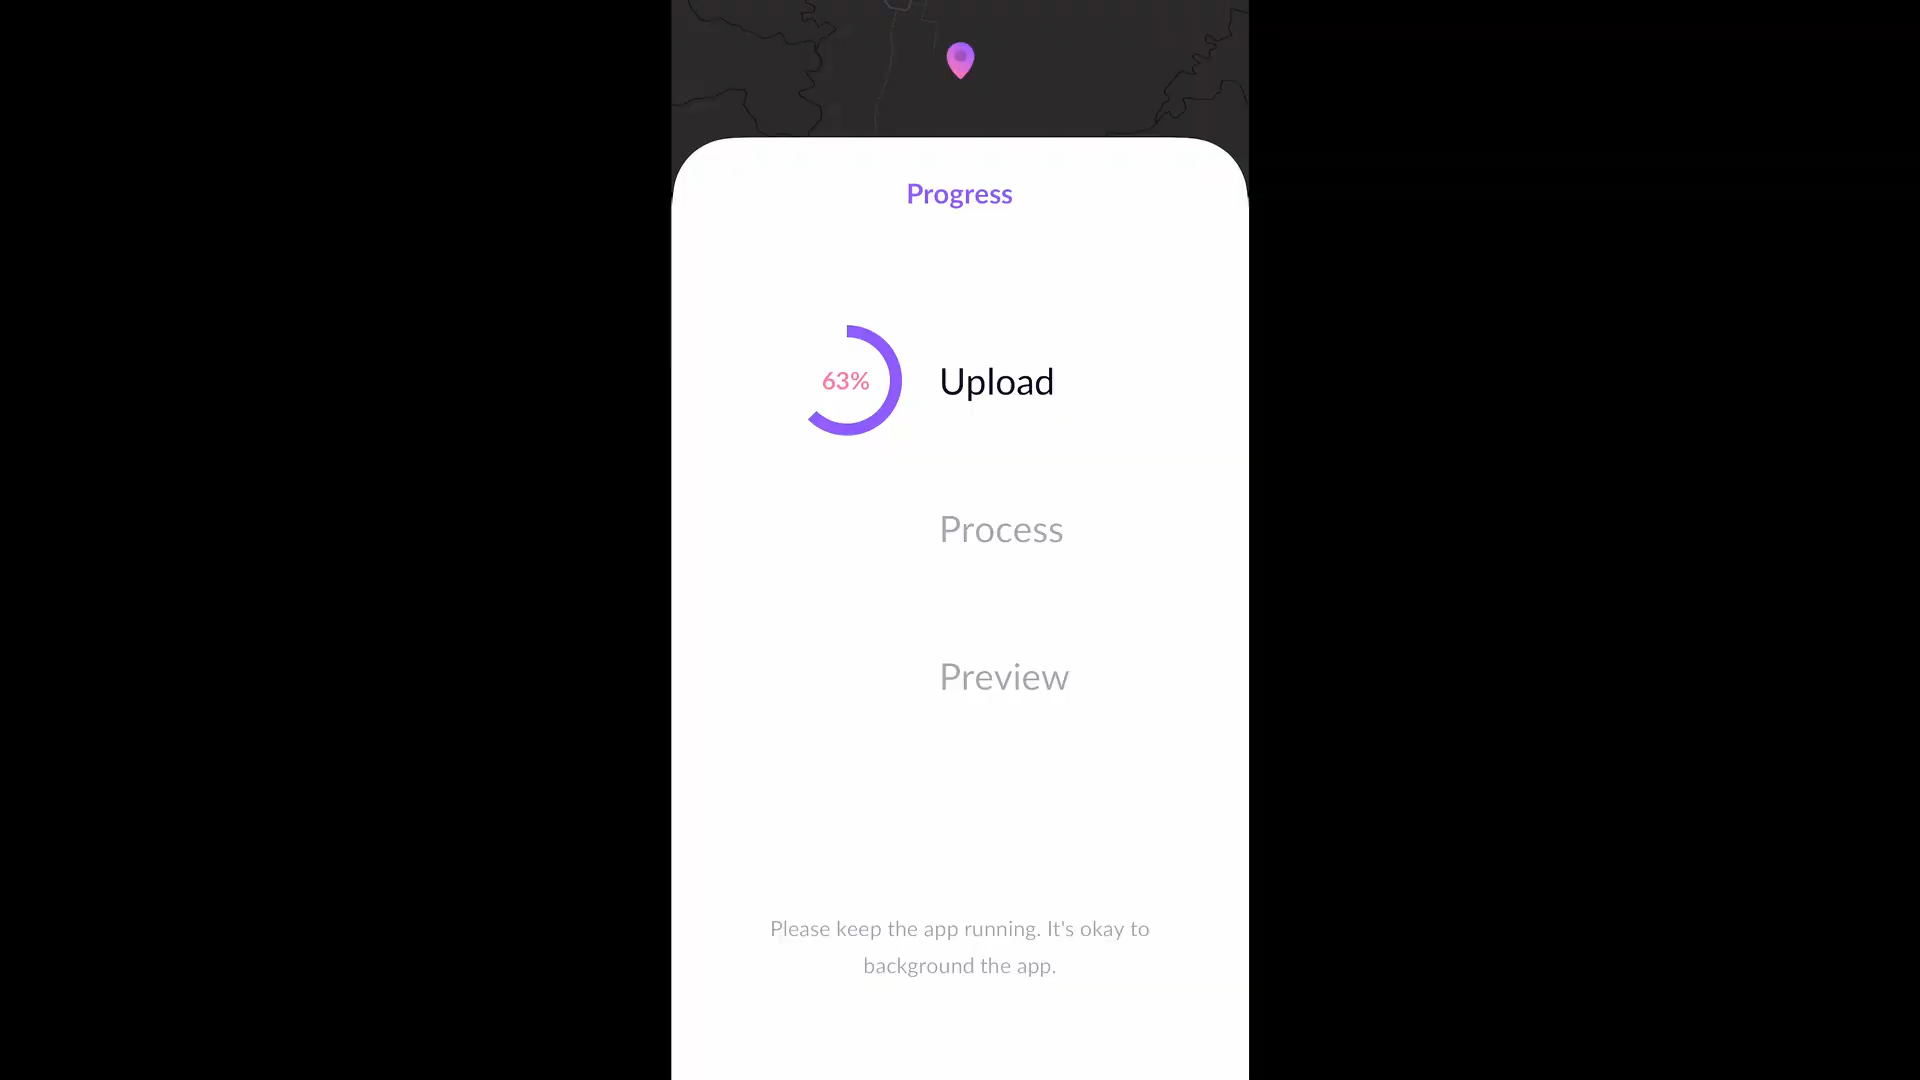 Progress
63%
Upload
Process
Preview
Please keep the app running. It's okay to
background the app.